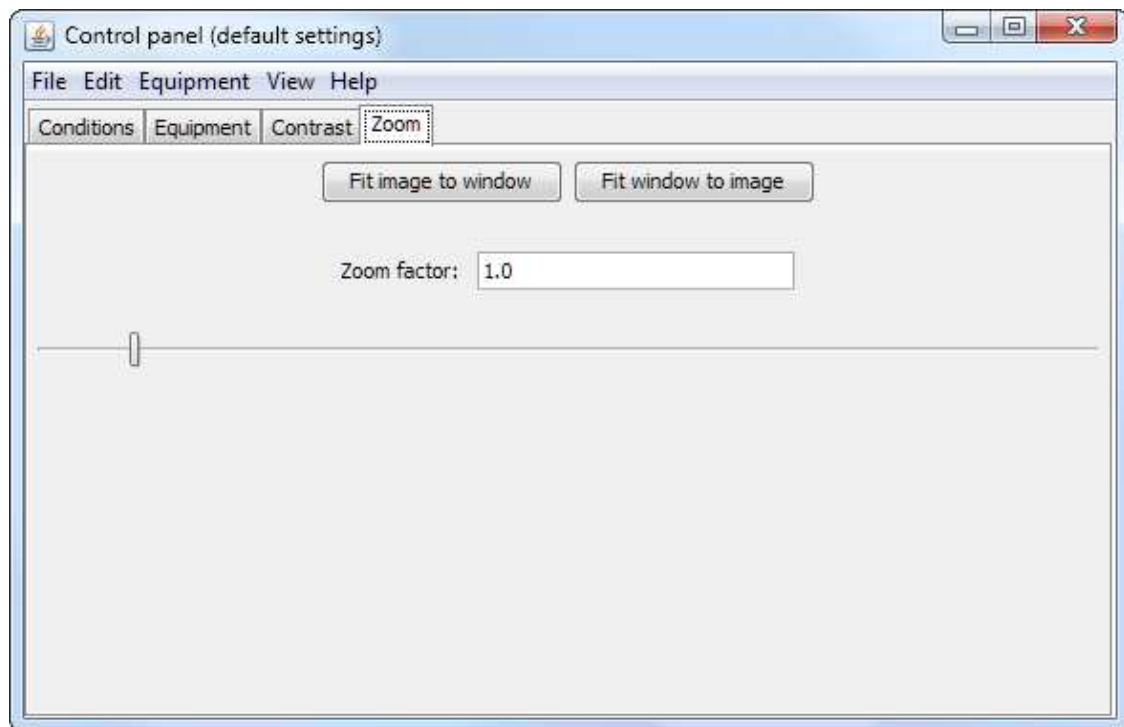 Control panel (default settings)
File Edit Equipment View Help
Conditions Equipment Contrast Zoom
Fit image to window Fit window to image
Zoom factor: 1.0